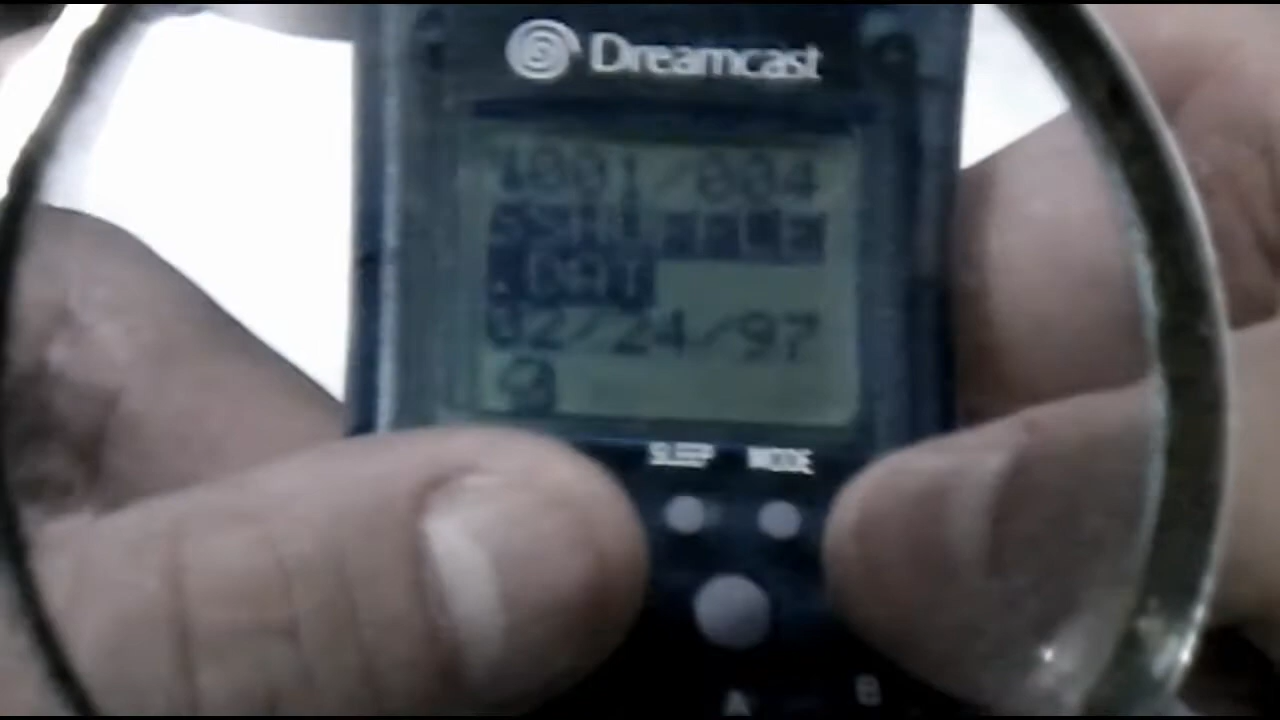 Dreamcast
001/004
.DAT
02/24/97
SLEEP MODE
A B